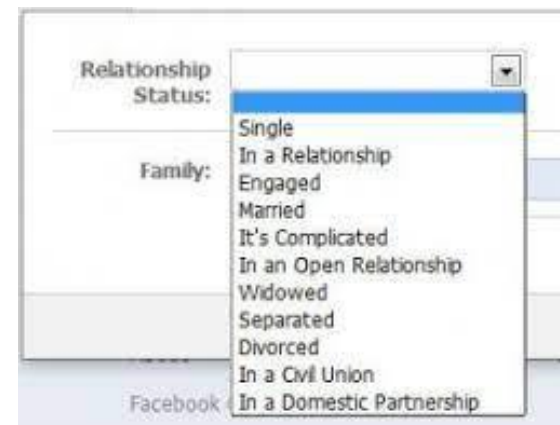 Relationship
Status:
Single
In a Relationship
Family:
Engaged
Married
It's Complicated
In an Open Relationship
Widowed
Separated
Divorced
In a Civil Union
Facebook
In a Domestic Partnership